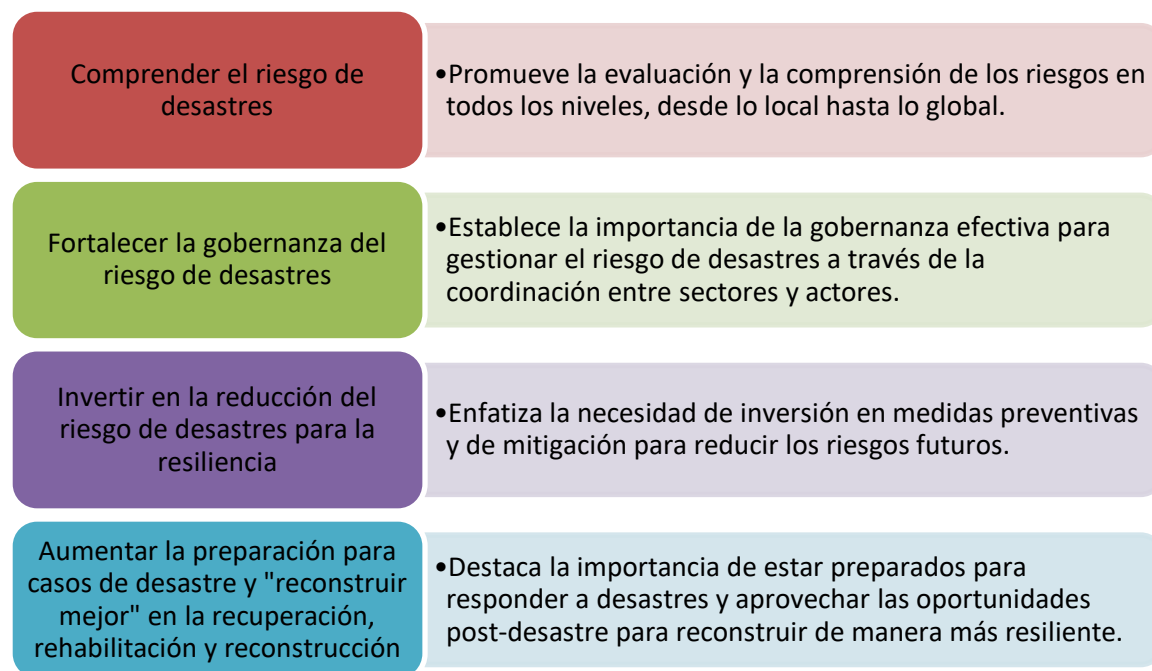 Comprender el riesgo de
desastres
•Promueve la evaluación y la comprensión de los riesgos en
todos los niveles, desde lo local hasta lo global.
Fortalecer la gobernanza del
riesgo de desastres
•Establece la importancia de la gobernanza efectiva para
gestionar el riesgo de desastres a través de la
coordinación entre sectores y actores.
Invertir en la reducción del
riesgo de desastres para la
resiliencia
•Enfatiza la necesidad de inversión en medidas preventivas
y de mitigación para reducir los riesgos futuros.
Aumentar la preparación para
casos de desastre y "reconstruir
mejor" en la recuperación,
rehabilitación y reconstrucción
•Destaca la importancia de estar preparados para
responder a desastres y aprovechar las oportunidades
post-desastre para reconstruir de manera más resiliente.